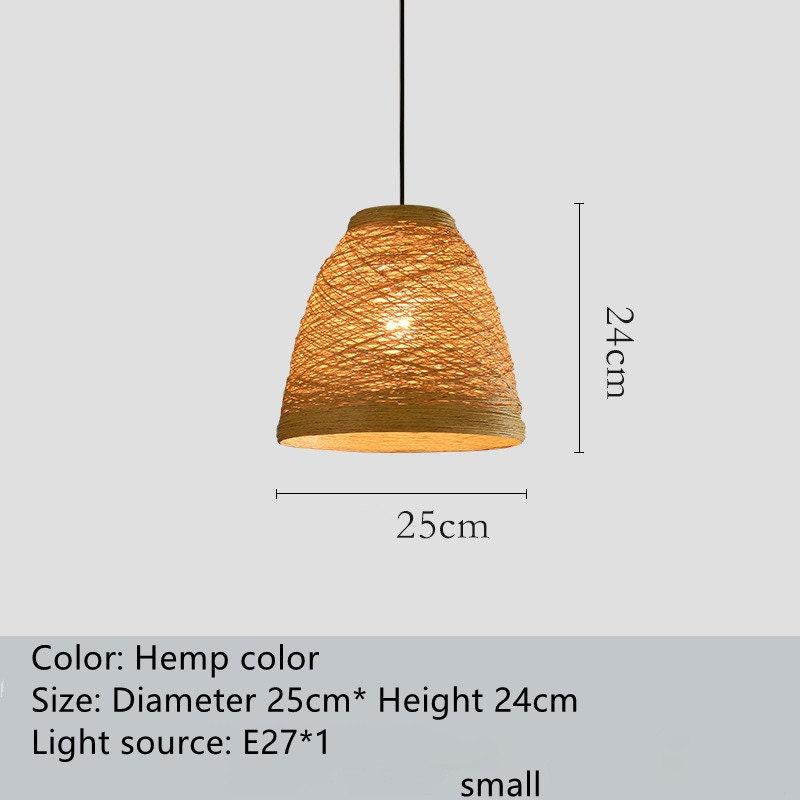 24cm
25cm
Color: Hemp color
Size: Diameter 25cm* Height 24cm
Light source: E27*1
small